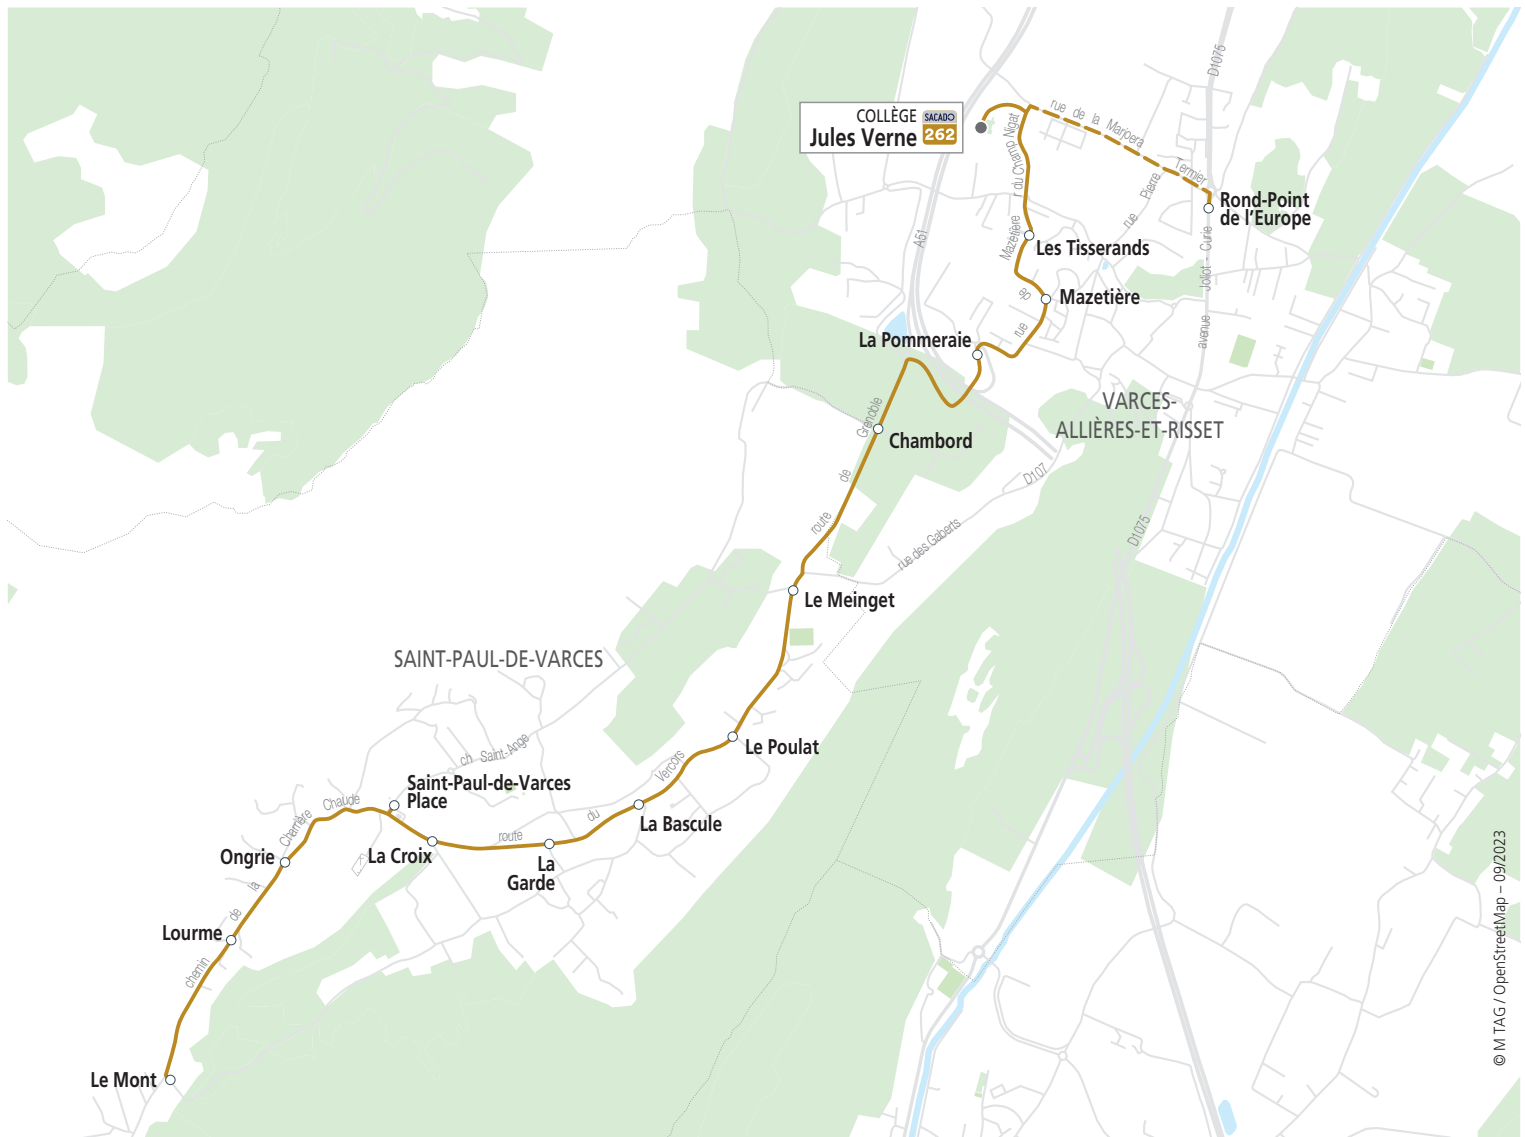 D1075
COLLÈGE
Jules Verne
SACADO
262
rue de la Maripera
r du Champ Nigat
Pierre Termier
rue
Rond-Point
de l'Europe
A51
Mazetière
Les Tisserands
avenue Joliot - Curie
de
Mazetière
rue
La Pommeraie
VARCES-
ALLIÈRES-ET-RISSET
route de Grenoble
Chambord
D107
rue des Gaberts
D1075
Le Meinget
SAINT-PAUL-DE-VARCES
ch Saint-Ange
Le Poulat
Saint-Paul-de-Varces
Place
route du Vercors
La Bascule
La Croix
La
Garde
chemin de la Charrière Chaude
Ongrie
Lourme
Le Mont
© M TAG / OpenStreetMap – 09/2023